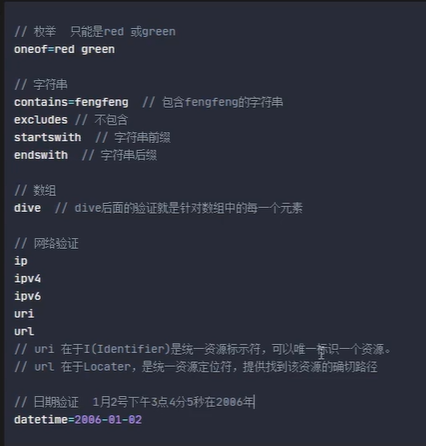 // 枚举  只能是red 或green
oneof=red green
// 字符串
contains=fengfeng  // 包含fengfeng的字符串
excludes // 不包含
startswith  // 字符串前缀
endswith  // 字符串后缀
// 数组
dive  // dive后面的验证就是针对数组中的每一个元素
// 网络验证
ip
ipv4
ipv6
uri
url
// uri 在于I(Identifier)是统一资源标示符，可以唯一标识一个资源。
// url 在于Locater，是统一资源定位符，提供找到该资源的确切路径
// 日期验证  1月2号下午3点4分5秒在2006年
datetime=2006-01-02